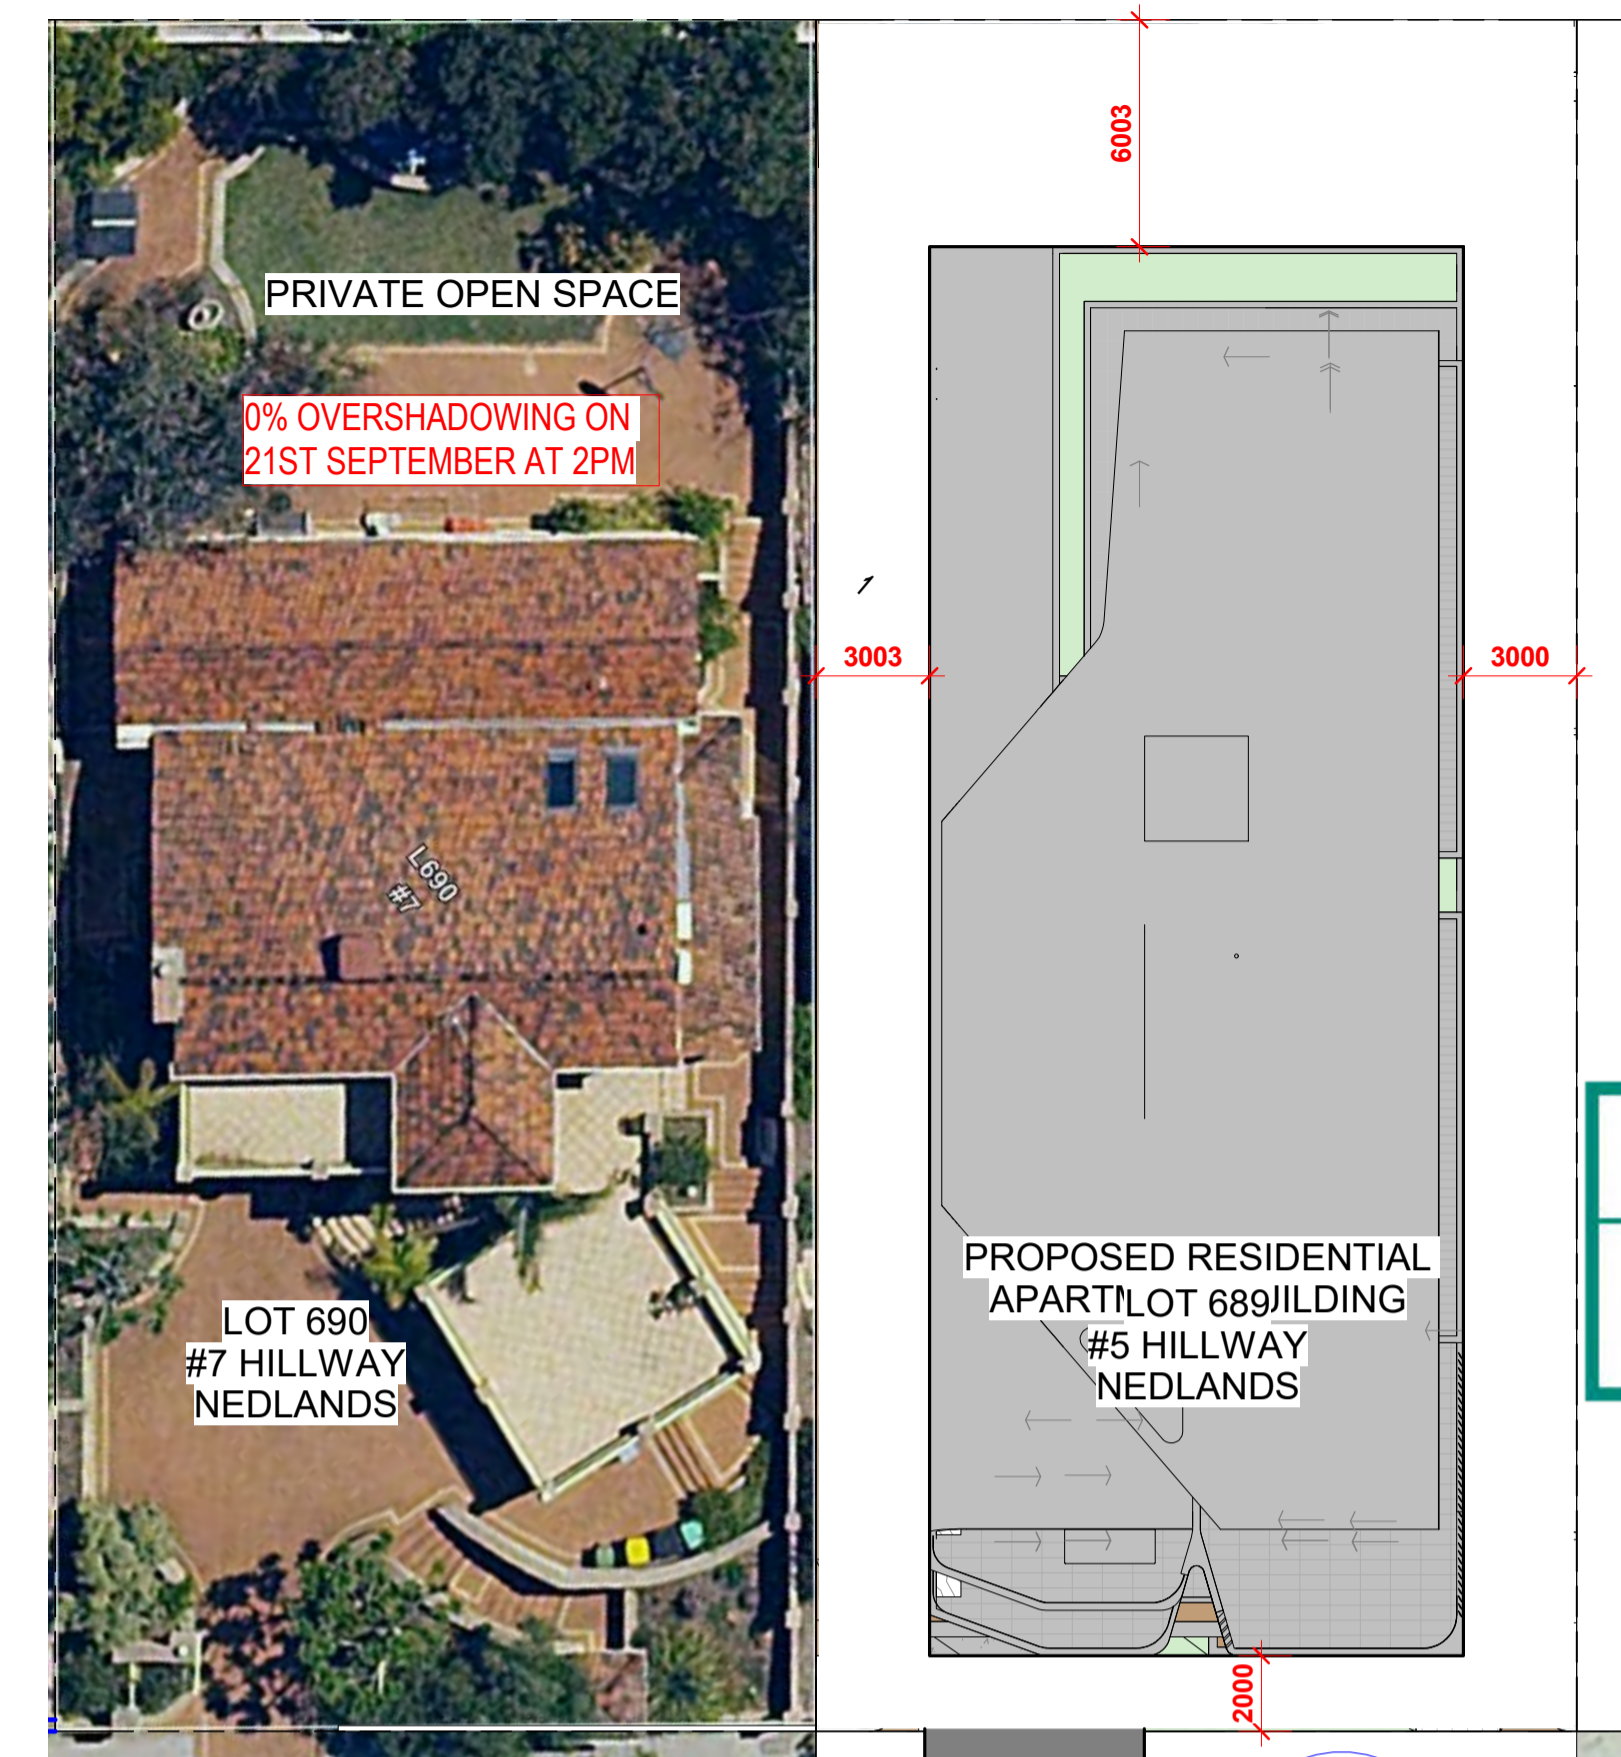 6003
PRIVATE OPEN SPACE
0% OVERSHADOWING ON
21ST SEPTEMBER AT 2PM
3003
3000
L690
#7
PROPOSED RESIDENTIAL
LOT 690
#7 HILLWAY
NEDLANDS
LOT 689
#5 HILLWAY
NEDLANDS
2000